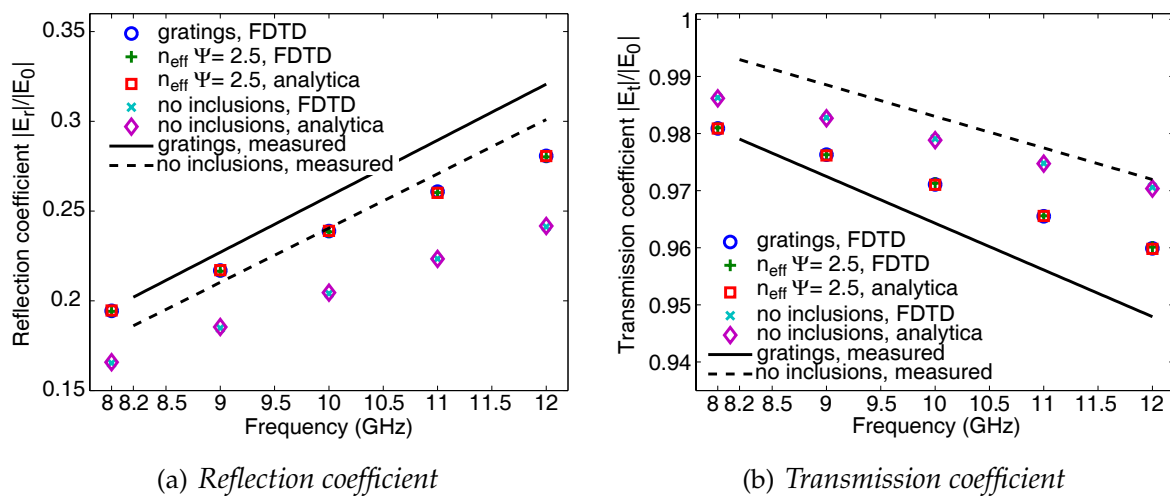 0.35
0.3
0.25
0.2
0.15
Reflection coefficient |E_r|/|E_0|
gratings, FDTD
n_eff Ψ= 2.5, FDTD
n_eff Ψ= 2.5, analytica
no inclusions, FDTD
no inclusions, analytica
gratings, measured
no inclusions, measured
8 8.2 8.5 9 9.5 10 10.5 11 11.5 12
Frequency (GHz)
(a) Reflection coefficient
1
0.99
0.98
0.97
0.96
0.95
0.94
Transmission coefficient |E_t|/|E_0|
gratings, FDTD
n_eff Ψ= 2.5, FDTD
n_eff Ψ= 2.5, analytica
no inclusions, FDTD
no inclusions, analytica
gratings, measured
no inclusions, measured
8 8.2 8.5 9 9.5 10 10.5 11 11.5 12
Frequency (GHz)
(b) Transmission coefficient